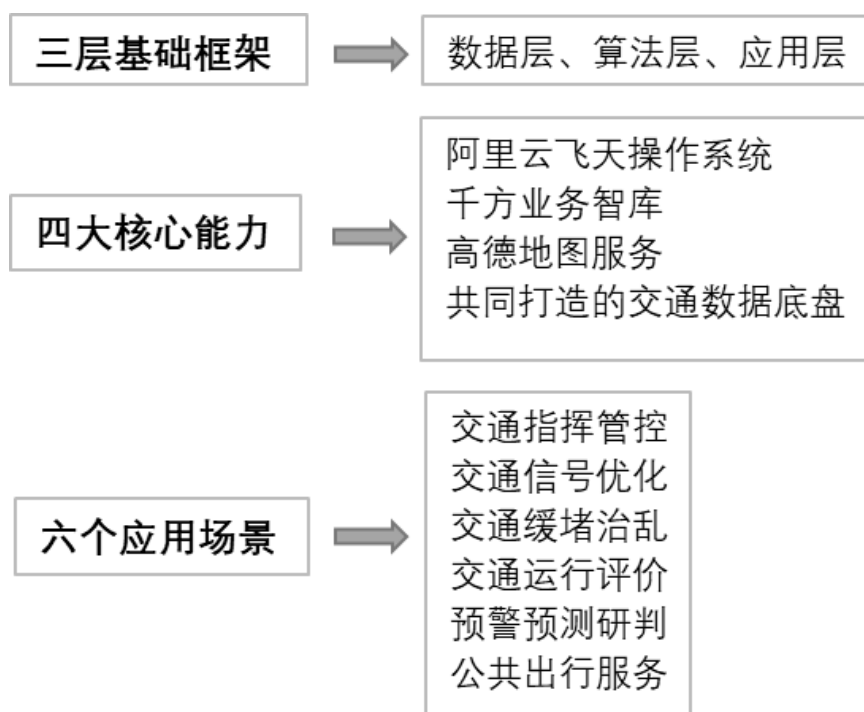 三层基础框架
数据层、算法层、应用层
四大核心能力
阿里云飞天操作系统
千方业务智库
高德地图服务
共同打造的交通数据底盘
六个应用场景
交通指挥管控
交通信号优化
交通缓堵治乱
交通运行评价
预警预测研判
公共出行服务